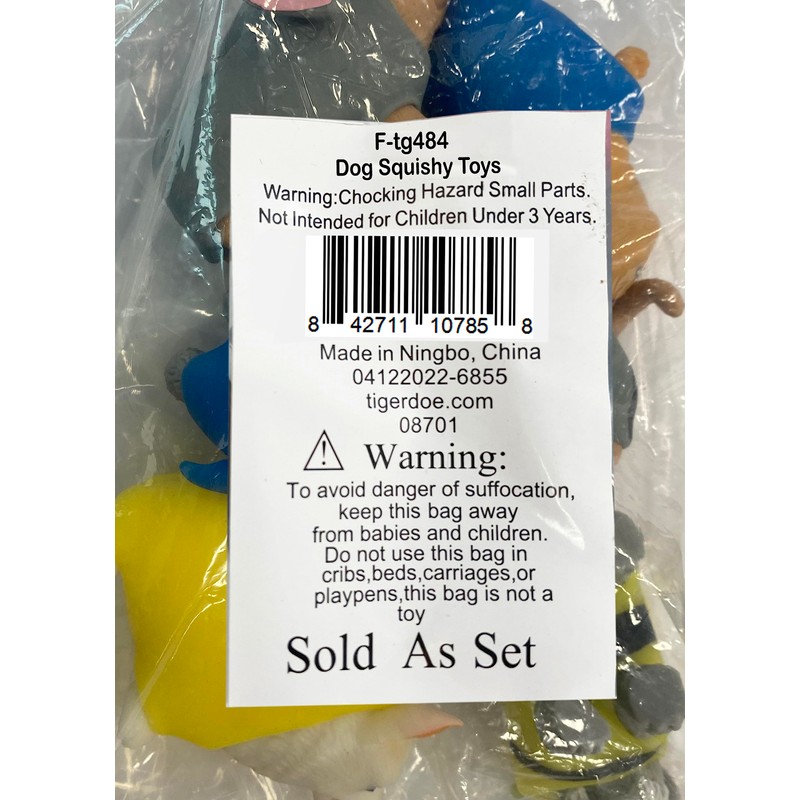 F-tg484
Dog Squishy Toys
Warning:Chocking Hazard Small Parts.
Not Intended for Children Under 3 Years.
8 42711 10785 8
Made in Ningbo, China
04122022-6855
tigerdoe.com
08701
Warning:
To avoid danger of suffocation,
keep this bag away
from babies and children.
Do not use this bag in
cribs,beds,carriages,or
playpens,this bag is not a
toy
Sold As Set